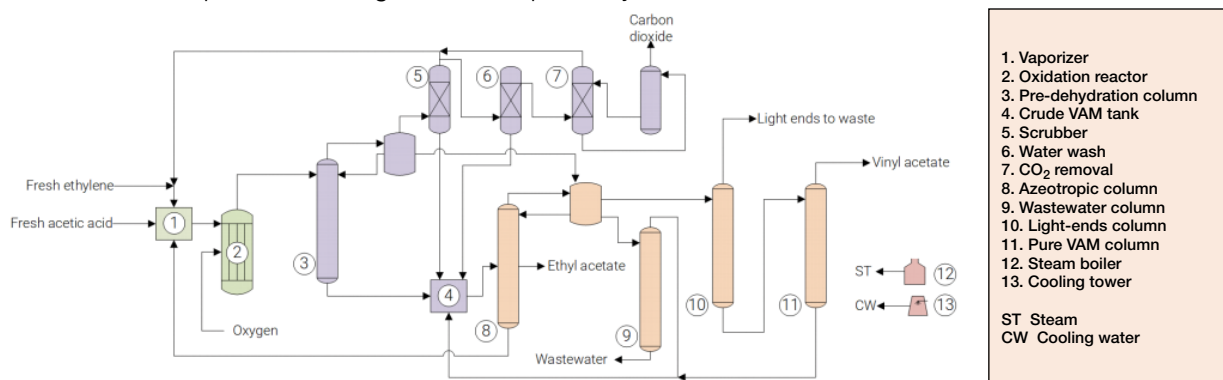 Carbon
dioxide
5
6
7
Light ends to waste
Vinyl acetate
Fresh ethylene
Fresh acetic acid
1
2
3
4
Ethyl acetate
Oxygen
8
9
10
11
Wastewater
ST
12
CW
13
1. Vaporizer
2. Oxidation reactor
3. Pre-dehydration column
4. Crude VAM tank
5. Scrubber
6. Water wash
7. CO₂ removal
8. Azeotropic column
9. Wastewater column
10. Light-ends column
11. Pure VAM column
12. Steam boiler
13. Cooling tower
ST Steam
CW Cooling water